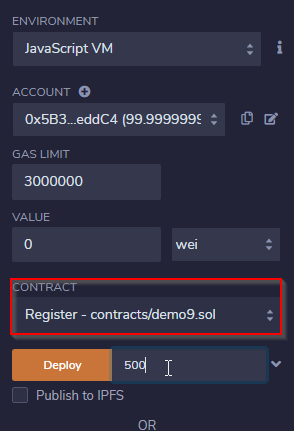 ENVIRONMENT
JavaScript VM
ACCOUNT
0x5B3...eddC4 (99.9999999
GAS LIMIT
3000000
VALUE
0 wei
CONTRACT
Register - contracts/demo9.sol
Deploy 500
Publish to IPFS
OR